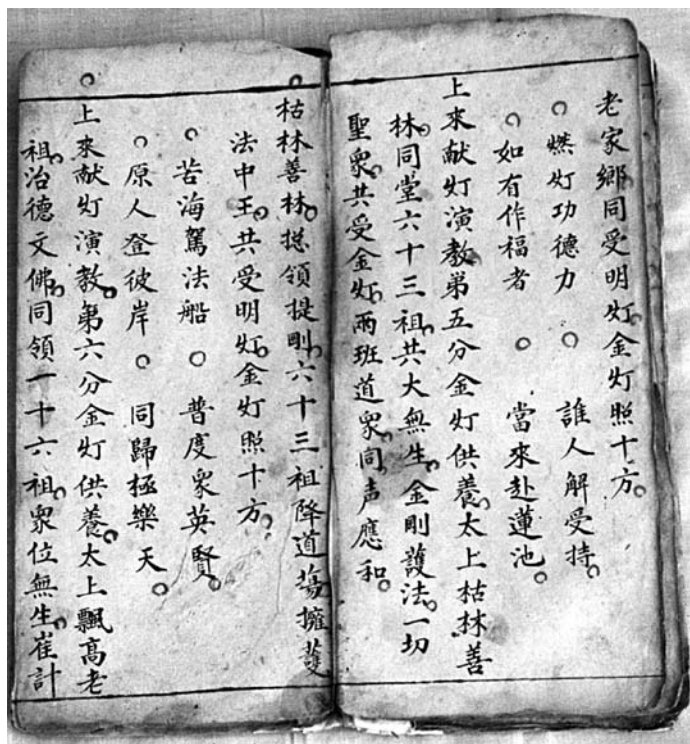 老家鄉同受明灯金灯照十方。
○燃灯功德力○誰人解受持。
○如有作福者○當來赴蓮池。
上來献灯演教第五分金灯供養。太上枯林善
林。同堂六十三祖。共大無生。金剛護法。一切
聖眾。共受金灯。兩班道眾。同声應和。
○枯林善林。揔領提刚。六十三祖降道塲擁護
法中王。共受明灯。金灯照十方。
○苦海駕法船○普度眾英賢。
○原人登彼岸○同歸極樂天。
○上來献灯演教。第六分金灯供養。太上飄高老
祖。治德文佛。同領一十六祖。眾位無生。崔計